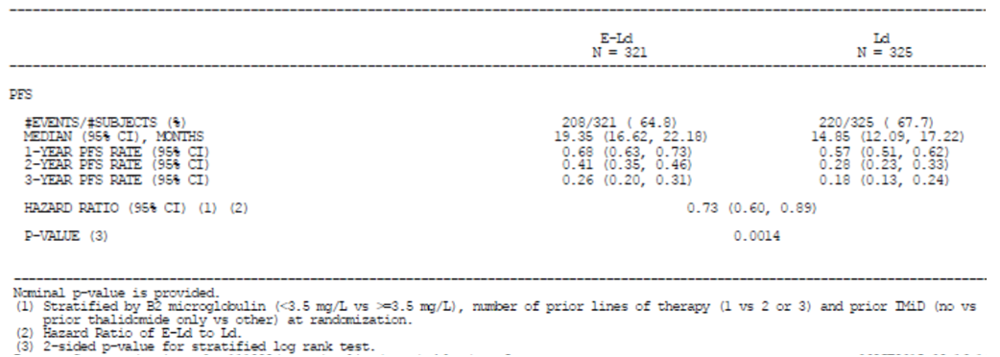 E-Ld Ld
N = 321 N = 325
PFS
#EVENTS/#SUBJECTS (%) 208/321 ( 64.8) 220/325 ( 67.7)
MEDIAN (95% CI), MONTHS 19.35 (16.62, 22.18) 14.85 (12.09, 17.22)
1-YEAR PFS RATE (95% CI) 0.68 (0.63, 0.73) 0.57 (0.51, 0.62)
2-YEAR PFS RATE (95% CI) 0.41 (0.35, 0.46) 0.28 (0.23, 0.33)
3-YEAR PFS RATE (95% CI) 0.26 (0.20, 0.31) 0.18 (0.13, 0.24)
HAZARD RATIO (95% CI) (1) (2) 0.73 (0.60, 0.89)
P-VALUE (3) 0.0014
Nominal p-value is provided.
(1) Stratified by B2 microglobulin (<3.5 mg/L vs >=3.5 mg/L), number of prior lines of therapy (1 vs 2 or 3) and prior IMiD (no vs
prior thalidomide only vs other) at randomization.
(2) Hazard Ratio of E-Ld to Ld.
(3) 2-sided p-value for stratified log rank test.